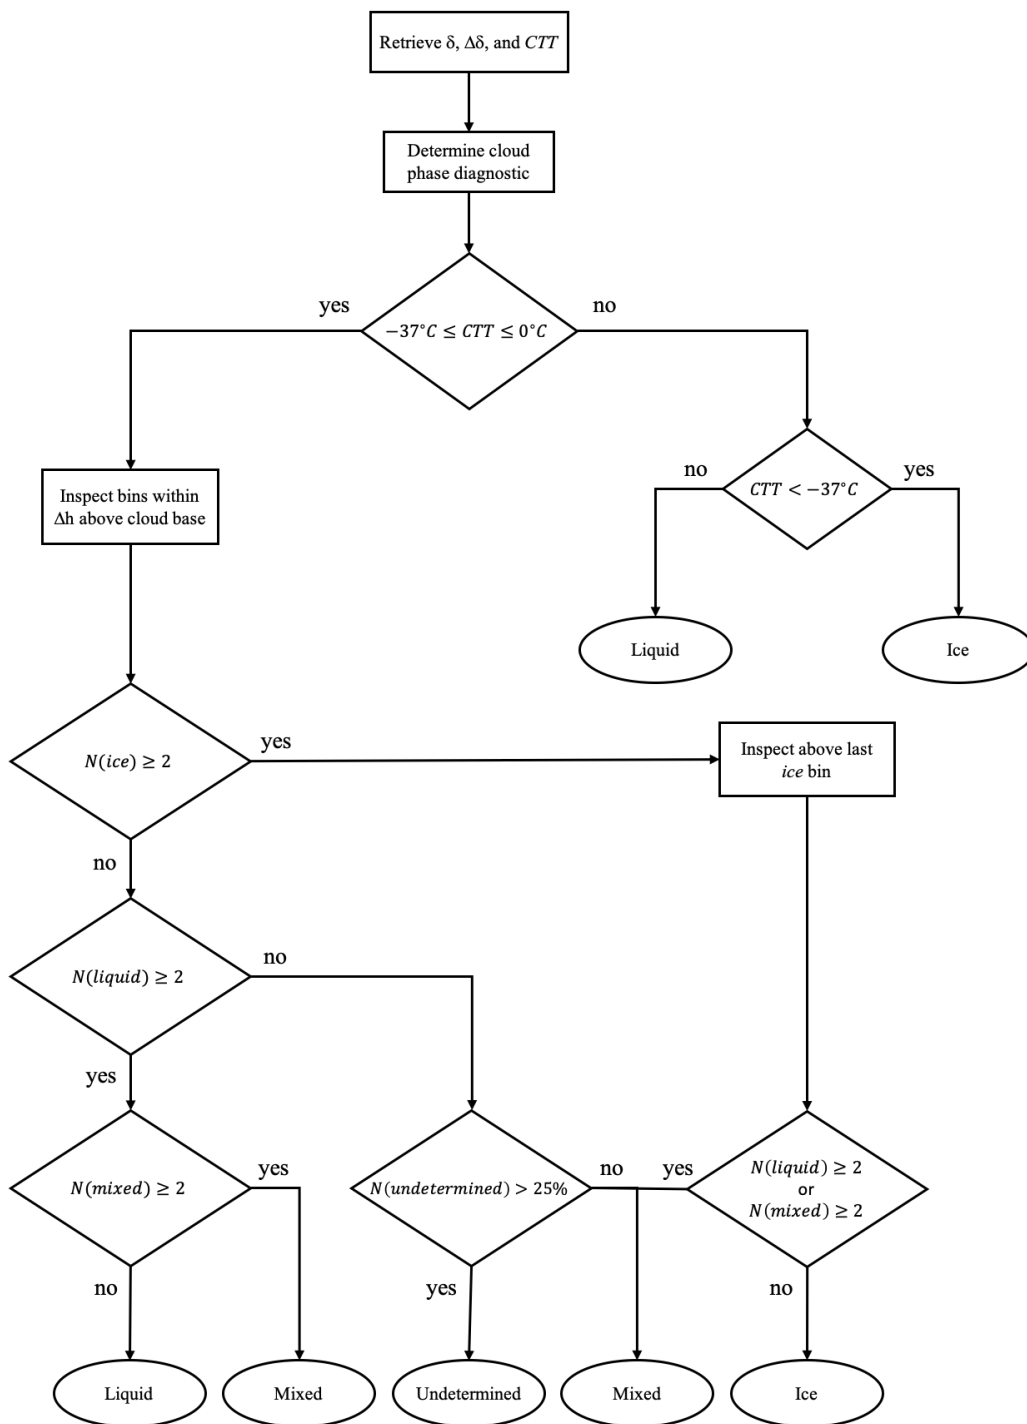 Retrieve δ, Δδ, and CTT
Determine cloud
phase diagnostic
yes
no
−37°C ≤ CTT ≤ 0°C
Inspect bins within
Δh above cloud base
no
yes
CTT < −37°C
Liquid
Ice
N(ice) ≥ 2
yes
no
Inspect above last
ice bin
N(liquid) ≥ 2
no
yes
N(mixed) ≥ 2
yes
no
N(undetermined) > 25%
no
yes
yes
N(liquid) ≥ 2
or
N(mixed) ≥ 2
no
Liquid
Mixed
Undetermined
Mixed
Ice